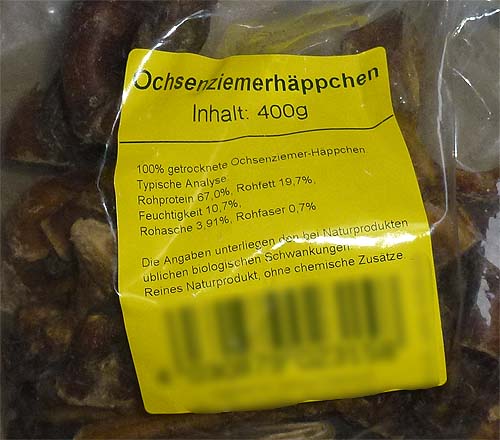 Ochsenziemerhäppchen
Inhalt: 400g
100% getrocknete Ochsenziemer-Häppchen
Typische Analyse
Rohprotein 67,0%, Rohfett 19,7%,
Feuchtigkeit 10,7%,
Rohasche 3,91%, Rohfaser 0,7%
Die Angaben unterliegen den bei Naturprodukten
üblichen biologischen Schwankungen
Reines Naturprodukt, ohne chemische Zusätze.